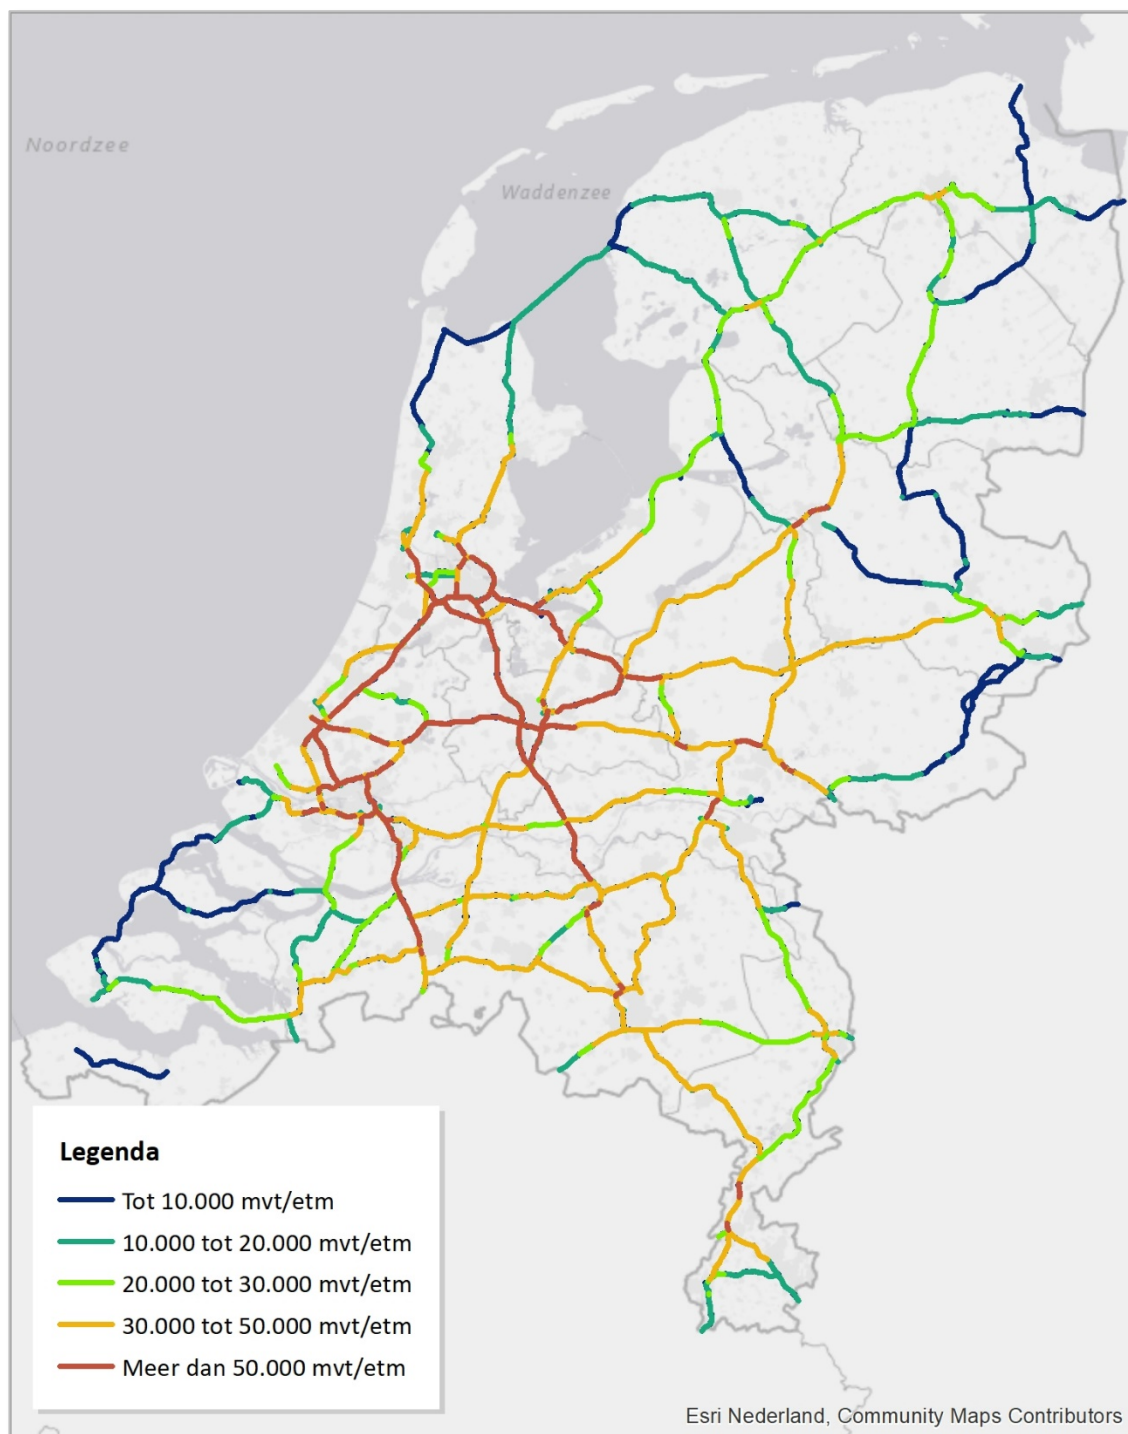 Noordzee
Waddenzee
Legenda
Tot 10.000 mvt/etm
10.000 tot 20.000 mvt/etm
20.000 tot 30.000 mvt/etm
30.000 tot 50.000 mvt/etm
Meer dan 50.000 mvt/etm
Esri Nederland, Community Maps Contributors